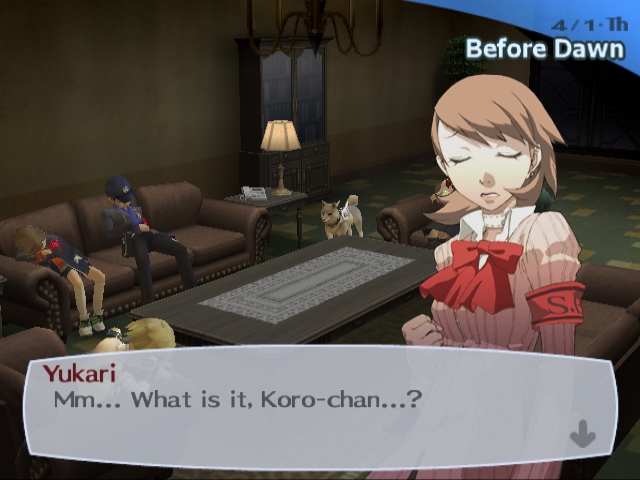 4/1·Th
Before Dawn
S.
Yukari
Mm... What is it, Koro-chan...?